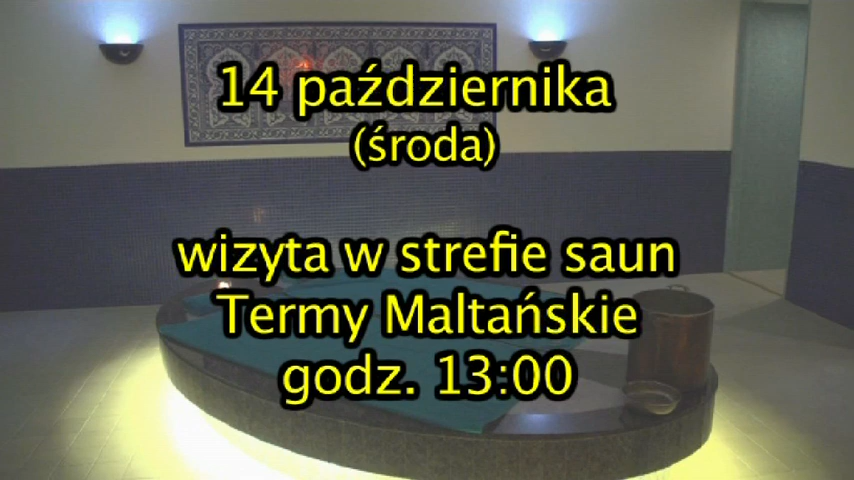 14 października
(środa)
wizyta w strefie saun
Termy Maltańskie
godz. 13:00